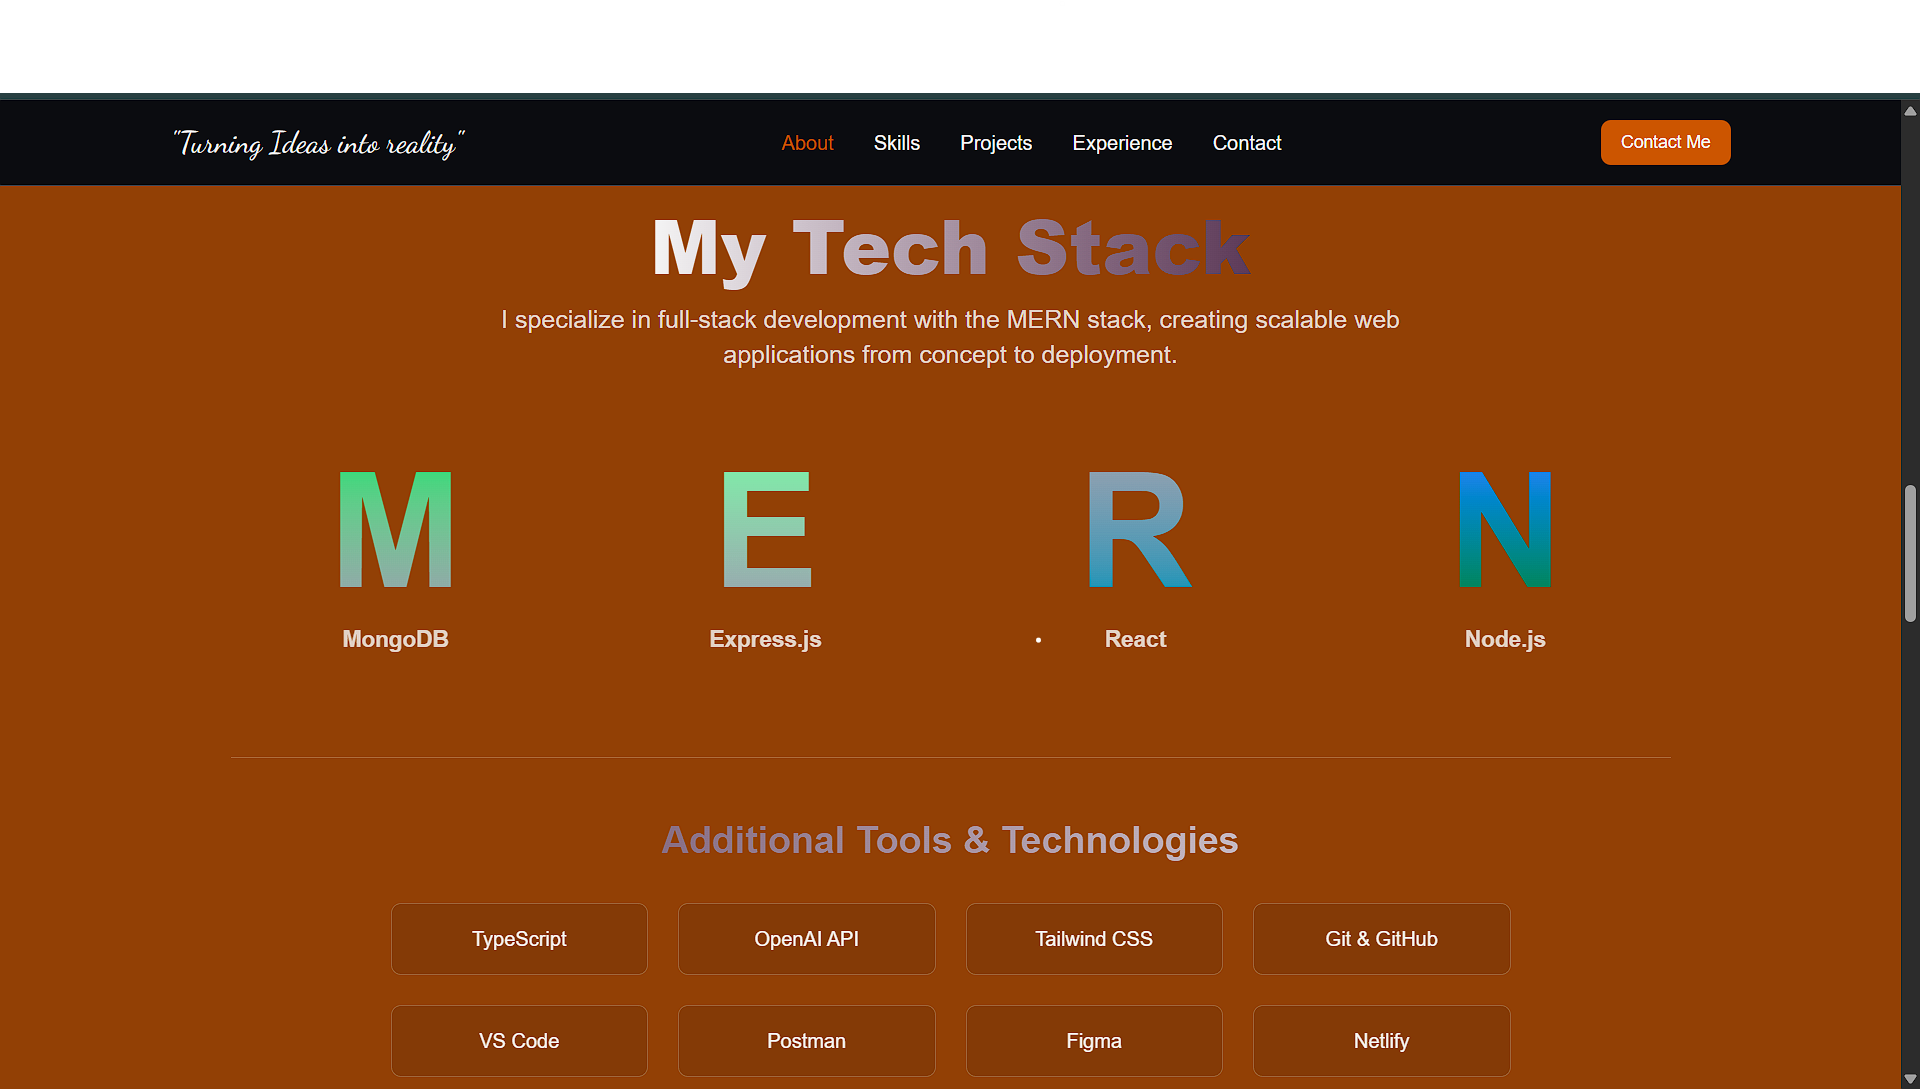 "Turning Ideas into reality"
About
Skills
Projects
Experience
Contact
Contact Me
My Tech Stack
I specialize in full-stack development with the MERN stack, creating scalable web
applications from concept to deployment.
M
E
R
N
MongoDB
Express.js
React
Node.js
Additional Tools & Technologies
TypeScript
OpenAI API
Tailwind CSS
Git & GitHub
VS Code
Postman
Figma
Netlify